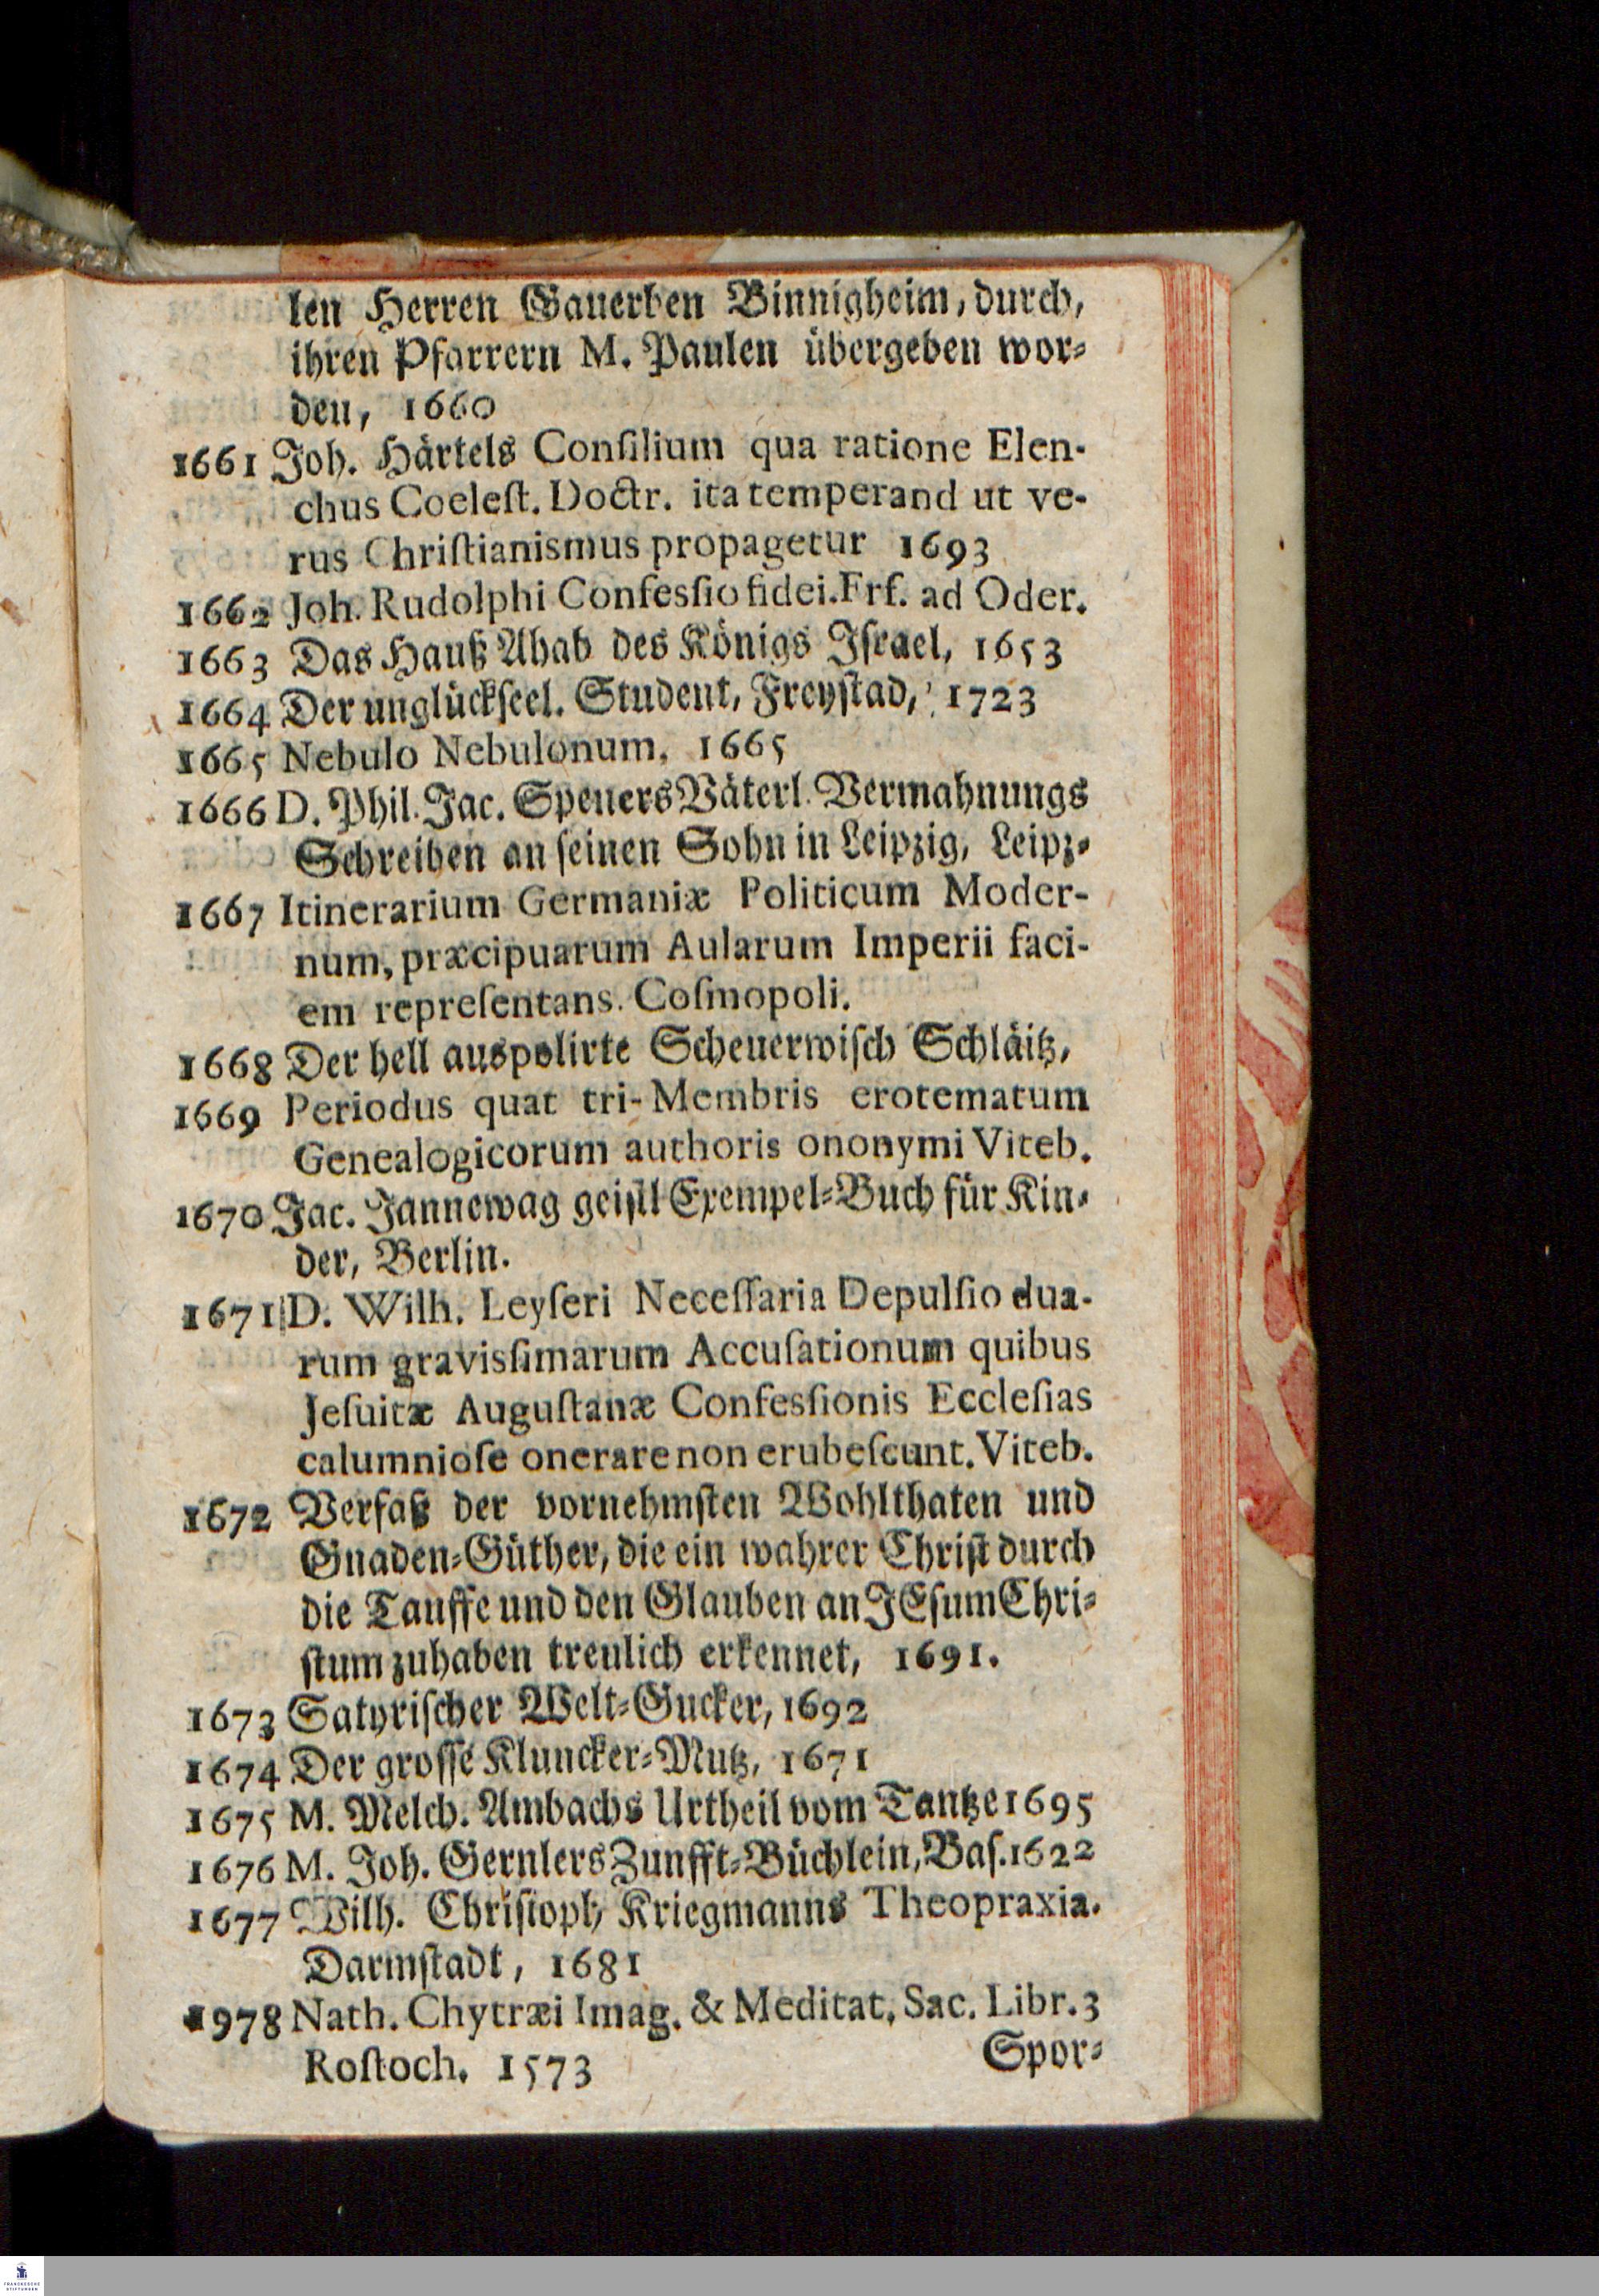 len Herren Gauerben Binnigheim, durch,
ihren Pfarrern M. Paulen übergeben wor⸗
den, 1660
1661 Joh. Härtels Conſilium qua ratione Elen-
chus Coeleſt. Doctr. ita temperand ut ve-
rus Chriſtianismus propagetur 1693
1662 Joh. Rudolphi Confesſio fidei. Frf. ad Oder.
1663 Das Hauß Ahab des Königs Iſrael, 1653
1664 Der unglückſeel. Student, Freyſtad, 1723
1665 Nebulo Nebulonum, 1665
1666 D. Phil. Jac. Speners Väterl. Vermahnungs
Schreiben an ſeinen Sohn in Leipzig, Leipz⸗
1667 Itinerarium Germaniæ Politicum Moder-
num, præcipuarum Aularum Imperii faci-
em repreſentans. Coſmopoli.
1668 Der hell auspolirte Scheuerwiſch Schläitz,
1669 Periodus quat tri-Membris erotematum
Genealogicorum authoris ononymi Viteb.
1670 Jac. Jannewag geiſtl Exempel⸗Buch für Kin⸗
der, Berlin.
1671 D. Wilh. Leyſeri Neceſſaria Depulſio dua-
rum gravisſimarum Accuſationum quibus
Jeſuitæ Auguſtanæ Confesſionis Eccleſias
calumnioſe onerare non erubeſcunt. Viteb.
1672 Verfaß der vornehmſten Wohlthaten und
Gnaden⸗Güther, die ein wahrer Chriſt durch
die Tauffe und den Glauben an JEſum Chri⸗
ſtum zuhaben treulich erkennet, 1691.
1673 Satyriſcher Welt⸗Gucker, 1692
1674 Der groſſe Kluncker⸗Mutz, 1671
1675 M. Melch. Ambachs Urtheil vom Tantze 1695
1676 M. Joh. Gernlers Zunfft⸗Büchlein, Baſ. 1622
1677 Wilh. Chriſtoph Kriegmanns Theopraxia.
Darmſtadt, 1681
1978 Nath. Chytræi Imag. & Meditat, Sac. Libr. 3
Roſtoch. 1573
Spor⸗
FRANCKESCHE
STIFTUNGEN